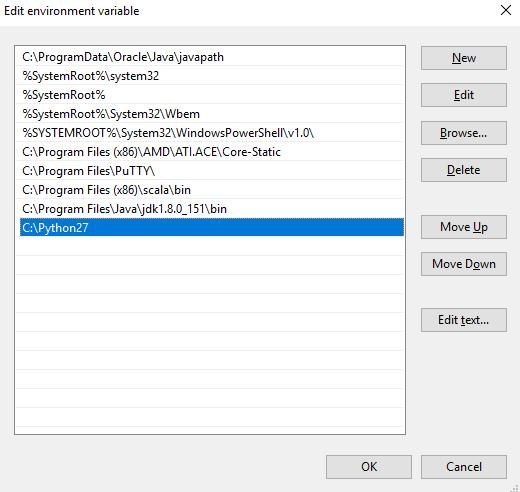 Edit environment variable
C:\ProgramData\Oracle\Java\javapath
%SystemRoot%\system32
%SystemRoot%
%SystemRoot%\System32\Wbem
%SYSTEMROOT%\System32\WindowsPowerShell\v1.0\
C:\Program Files (x86)\AMD\ATI.ACE\Core-Static
C:\Program Files\PuTTY\
C:\Program Files (x86)\scala\bin
C:\Program Files\Java\jdk1.8.0_151\bin
C:\Python27
New
Edit
Browse...
Delete
Move Up
Move Down
Edit text...
OK
Cancel